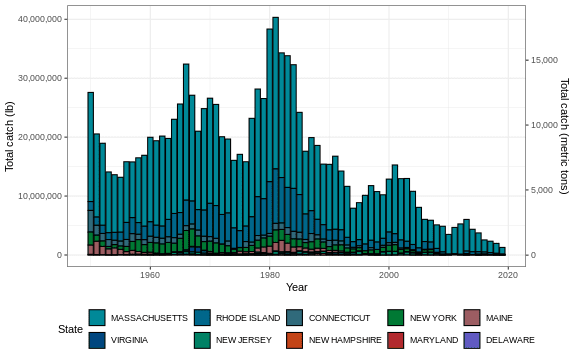 40,000,000
30,000,000
20,000,000
10,000,000
0
Total catch (lb)
15,000
10,000
5,000
0
Total catch (metric tons)
1960 1980 2000 2020
Year
State
MASSACHUSETTS RHODE ISLAND CONNECTICUT NEW YORK MAINE
VIRGINIA NEW JERSEY NEW HAMPSHIRE MARYLAND DELAWARE